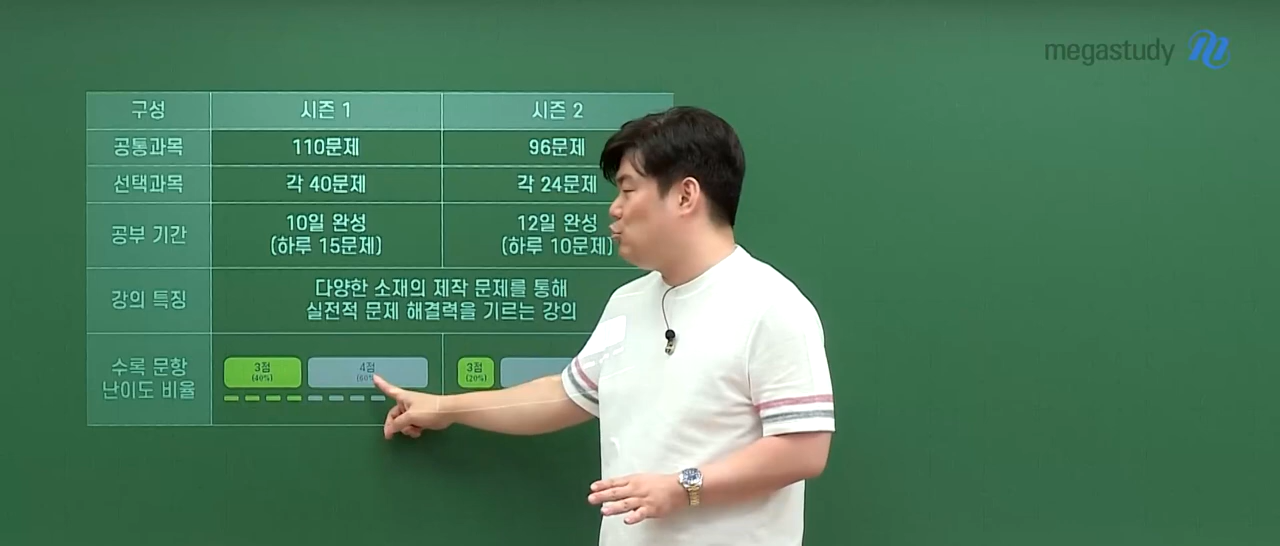 megastudy
구성 시즌 1 시즌 2
공통과목 110문제 96문제
선택과목 각 40문제 각 24문제
공부 기간
10일 완성
(하루 15문제)
12일 완성
(하루 10문제)
강의 특징
다양한 소재의 제작 문제를 통해
실전적 문제 해결력을 기르는 강의
수록 문항
난이도 비율
3점
(40%)
4점
(60%
3점
(20%)